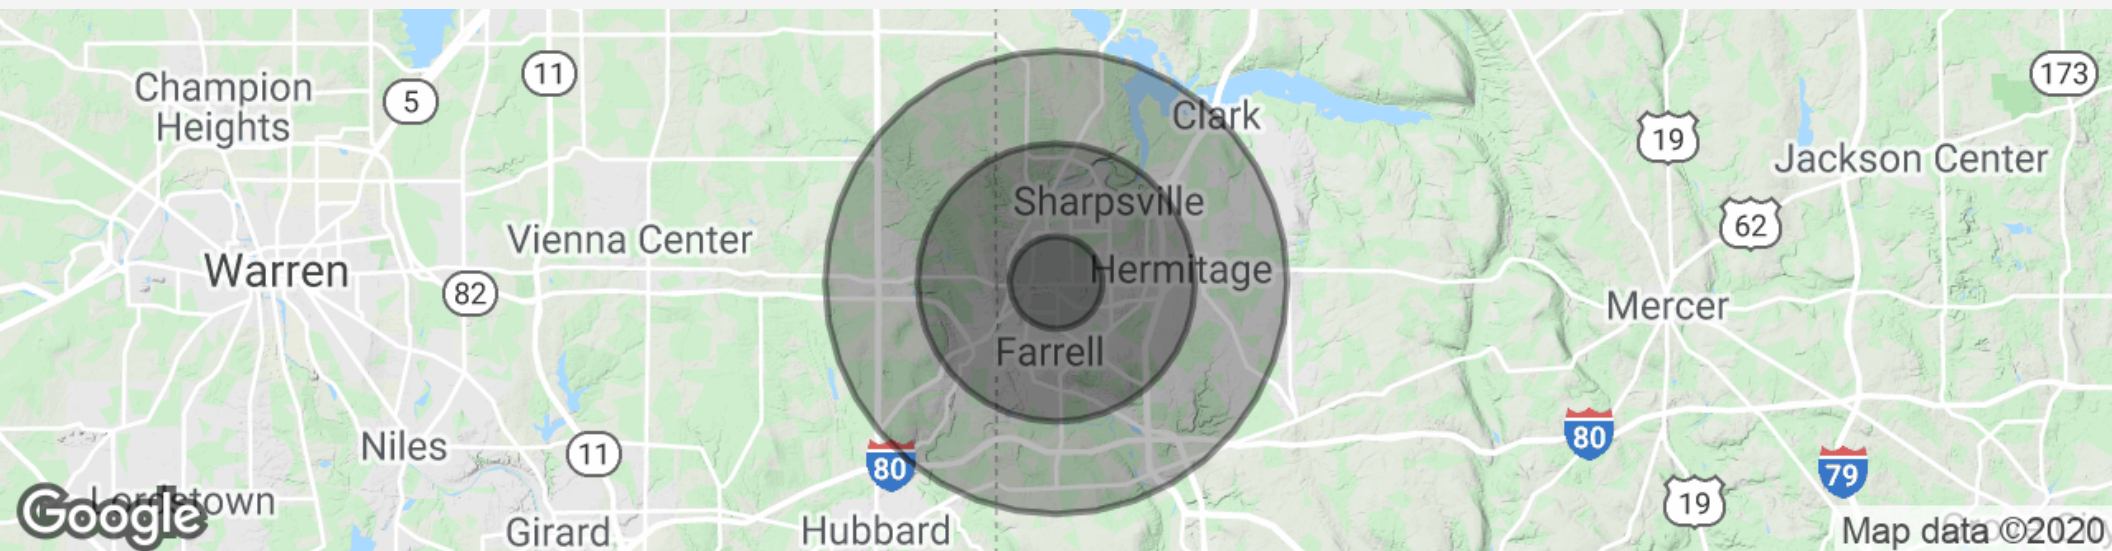 11
173
Champion
Heights
5
Clark
19
Jackson Center
Sharpsville
62
Vienna Center
Warren
Hermitage
82
Mercer
Farrell
80
Niles
11
80
79
Lordstown
19
Google
Girard
Hubbard
Map data ©2020